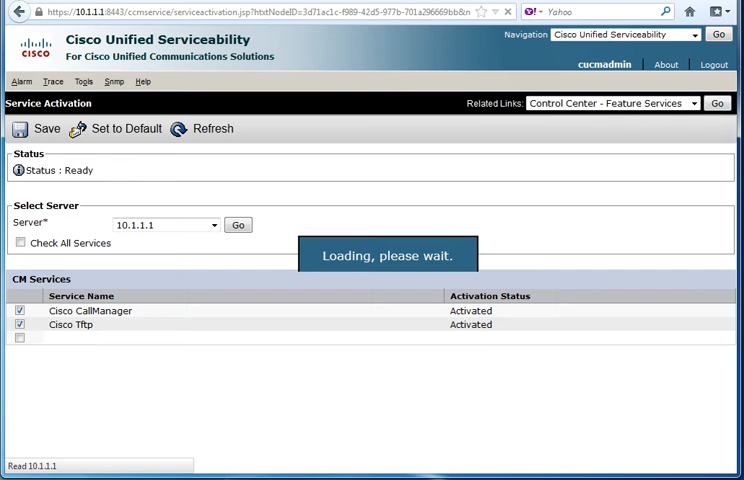 https://10.1.1.1:8443/ccmservice/serviceactivation.jsp?htxtNodeID=3d71ac1c-f989-42d5-977b-701a296669bb&n
Yahoo
CISCO
Cisco Unified Serviceability
For Cisco Unified Communications Solutions
Navigation Cisco Unified Serviceability Go
cucmadmin About Logout
Alarm Trace Tools Snmp Help
Service Activation Related Links: Control Center - Feature Services Go
Save Set to Default Refresh
Status
Status : Ready
Select Server
Server* 10.1.1.1 Go
Check All Services
Loading, please wait.
CM Services
Service Name Activation Status
Cisco CallManager Activated
Cisco Tftp Activated
Read 10.1.1.1